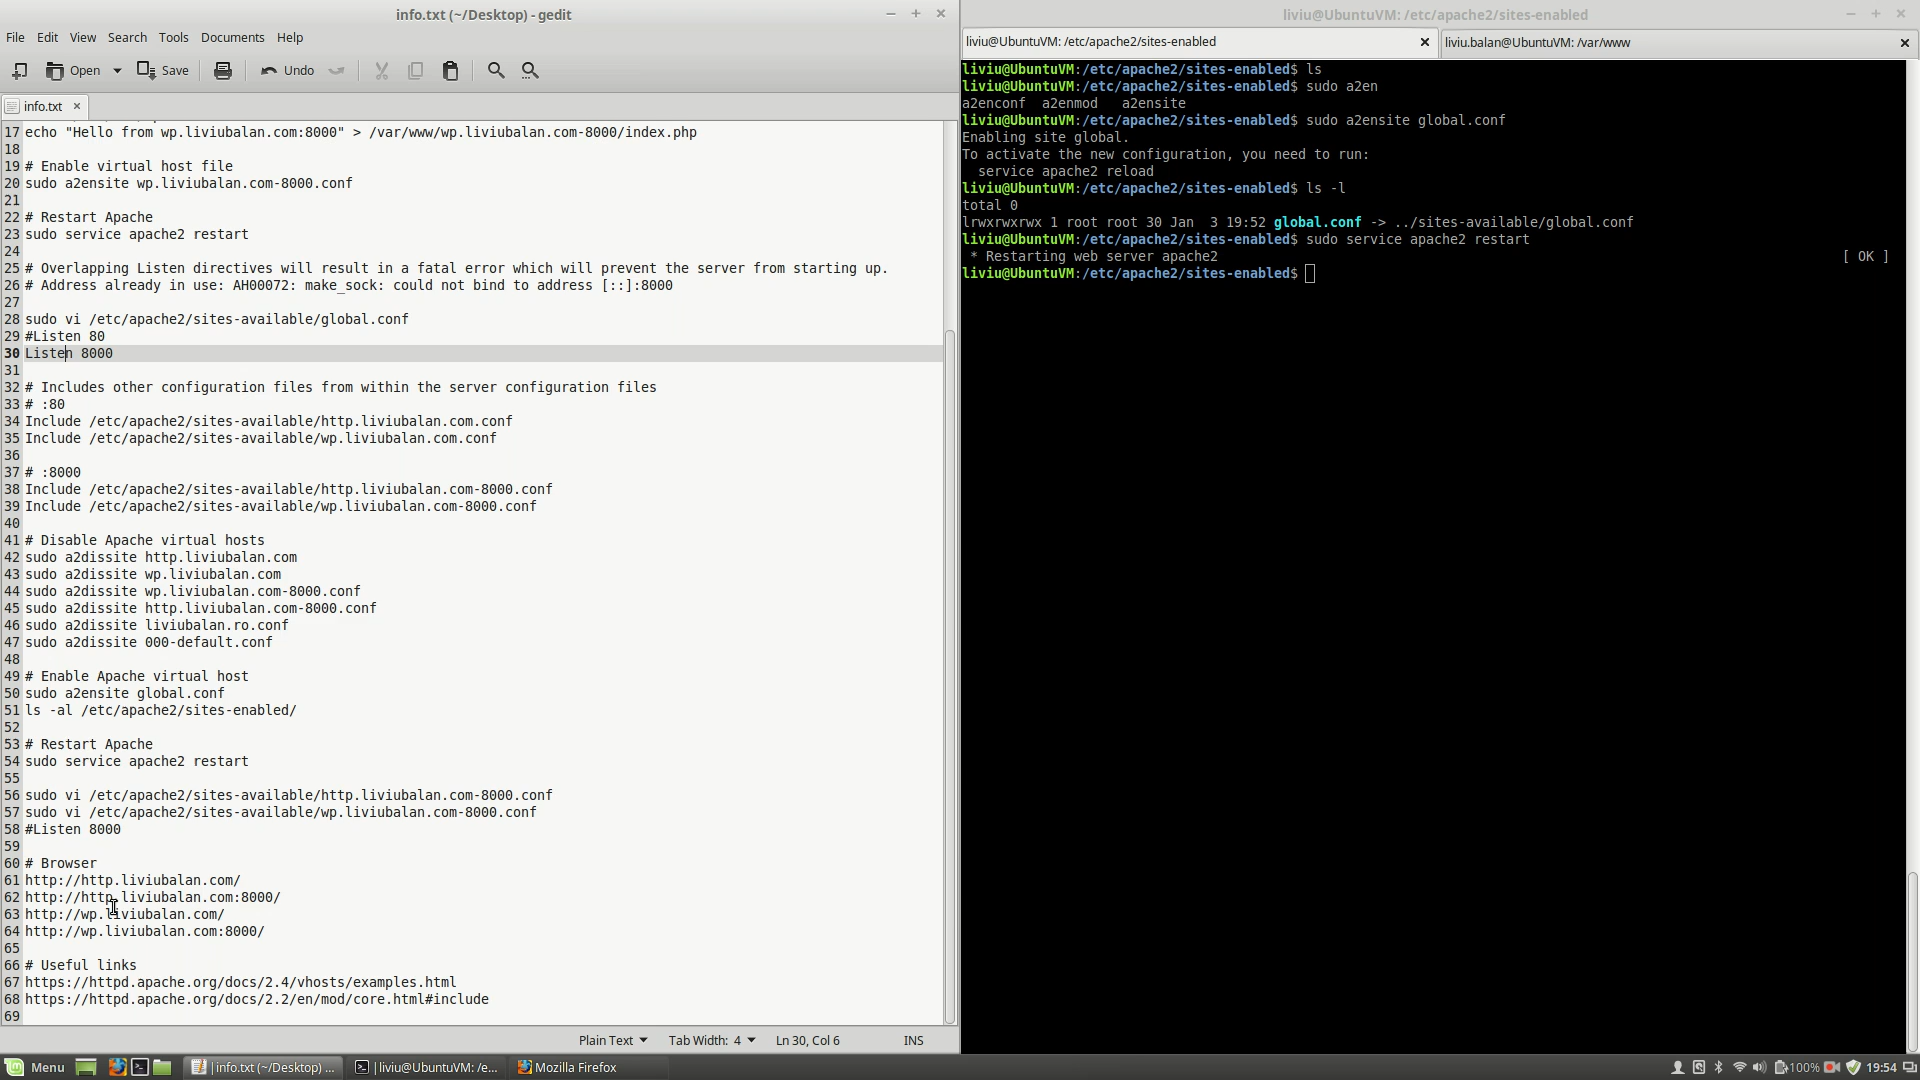 info.txt (~/Desktop) - gedit
File Edit View Search Tools Documents Help
Open Save Undo
info.txt
17 echo "Hello from wp.liviubalan.com:8000" > /var/www/wp.liviubalan.com-8000/index.php
18
19 # Enable virtual host file
20 sudo a2ensite wp.liviubalan.com-8000.conf
21
22 # Restart Apache
23 sudo service apache2 restart
24
25 # Overlapping Listen directives will result in a fatal error which will prevent the server from starting up.
26 # Address already in use: AH00072: make_sock: could not bind to address [::]:8000
27
28 sudo vi /etc/apache2/sites-available/global.conf
29 #Listen 80
30 Listen 8000
31
32 # Includes other configuration files from within the server configuration files
33 # :80
34 Include /etc/apache2/sites-available/http.liviubalan.com.conf
35 Include /etc/apache2/sites-available/wp.liviubalan.com.conf
36
37 # :8000
38 Include /etc/apache2/sites-available/http.liviubalan.com-8000.conf
39 Include /etc/apache2/sites-available/wp.liviubalan.com-8000.conf
40
41 # Disable Apache virtual hosts
42 sudo a2dissite http.liviubalan.com
43 sudo a2dissite wp.liviubalan.com
44 sudo a2dissite wp.liviubalan.com-8000.conf
45 sudo a2dissite http.liviubalan.com-8000.conf
46 sudo a2dissite liviubalan.ro.conf
47 sudo a2dissite 000-default.conf
48
49 # Enable Apache virtual host
50 sudo a2ensite global.conf
51 ls -al /etc/apache2/sites-enabled/
52
53 # Restart Apache
54 sudo service apache2 restart
55
56 sudo vi /etc/apache2/sites-available/http.liviubalan.com-8000.conf
57 sudo vi /etc/apache2/sites-available/wp.liviubalan.com-8000.conf
58 #Listen 8000
59
60 # Browser
61 http://http.liviubalan.com/
62 http://http.liviubalan.com:8000/
63 http://wp.liviubalan.com/
64 http://wp.liviubalan.com:8000/
65
66 # Useful links
67 https://httpd.apache.org/docs/2.4/vhosts/examples.html
68 https://httpd.apache.org/docs/2.2/en/mod/core.html#include
69
Plain Text Tab Width: 4 Ln 30, Col 6 INS
liviu@UbuntuVM: /etc/apache2/sites-enabled
liviu@UbuntuVM: /etc/apache2/sites-enabled liviu.balan@UbuntuVM: /var/www
liviu@UbuntuVM:/etc/apache2/sites-enabled$ ls
liviu@UbuntuVM:/etc/apache2/sites-enabled$ sudo a2en
a2enconf a2enmod a2ensite
liviu@UbuntuVM:/etc/apache2/sites-enabled$ sudo a2ensite global.conf
Enabling site global.
To activate the new configuration, you need to run:
service apache2 reload
liviu@UbuntuVM:/etc/apache2/sites-enabled$ ls -l
total 0
lrwxrwxrwx 1 root root 30 Jan 3 19:52 global.conf -> ../sites-available/global.conf
liviu@UbuntuVM:/etc/apache2/sites-enabled$ sudo service apache2 restart
* Restarting web server apache2 [ OK ]
liviu@UbuntuVM:/etc/apache2/sites-enabled$
Menu |info.txt (~/Desktop) ... |liviu@UbuntuVM: /e... Mozilla Firefox 100% 19:54